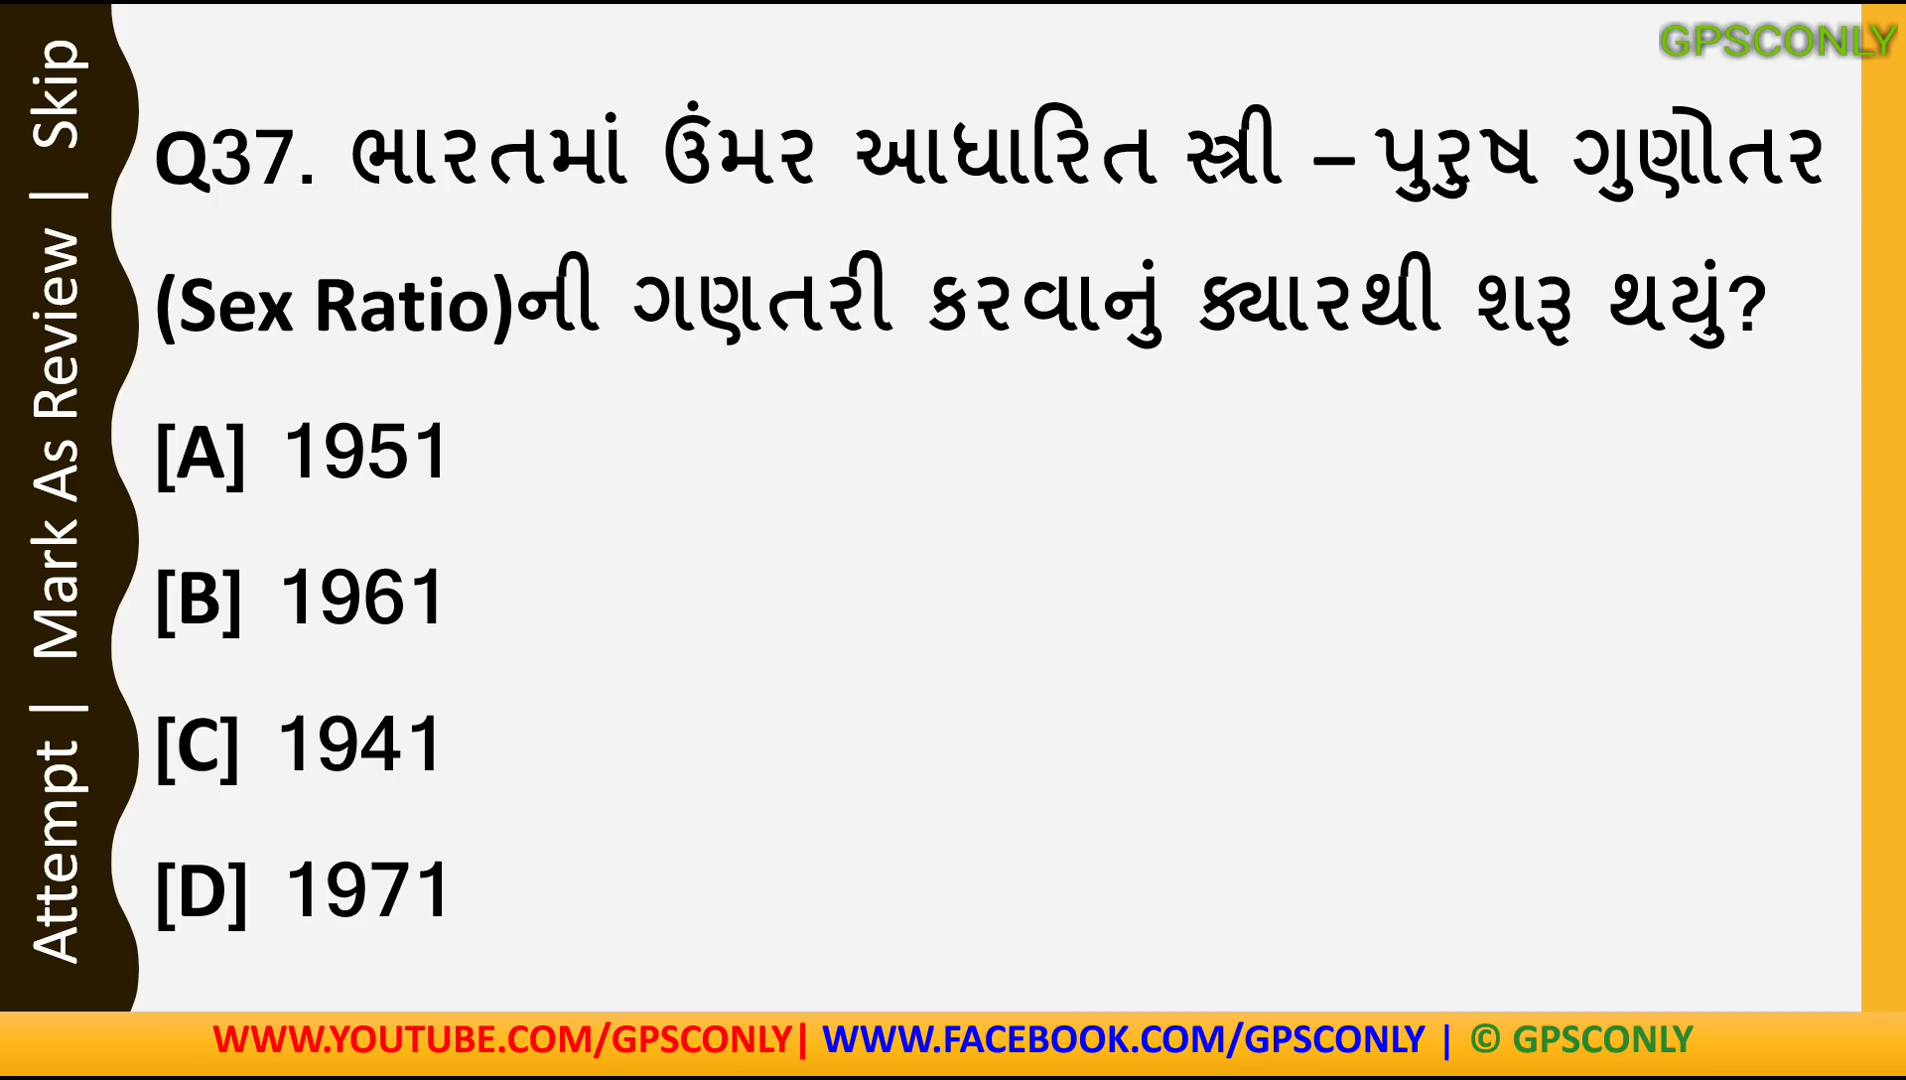 GPSCONLY
Q37. ભારતમાં ઉંમર આધારિત સ્ત્રી – પુરુષ ગુણોતર
(Sex Ratio)ની ગણતરી કરવાનું ક્યારથી શરૂ થયું?
[A] 1951
[B] 1961
[C] 1941
[D] 1971
Attempt | Mark As Review | Skip
WWW.YOUTUBE.COM/GPSCONLY| WWW.FACEBOOK.COM/GPSCONLY | © GPSCONLY